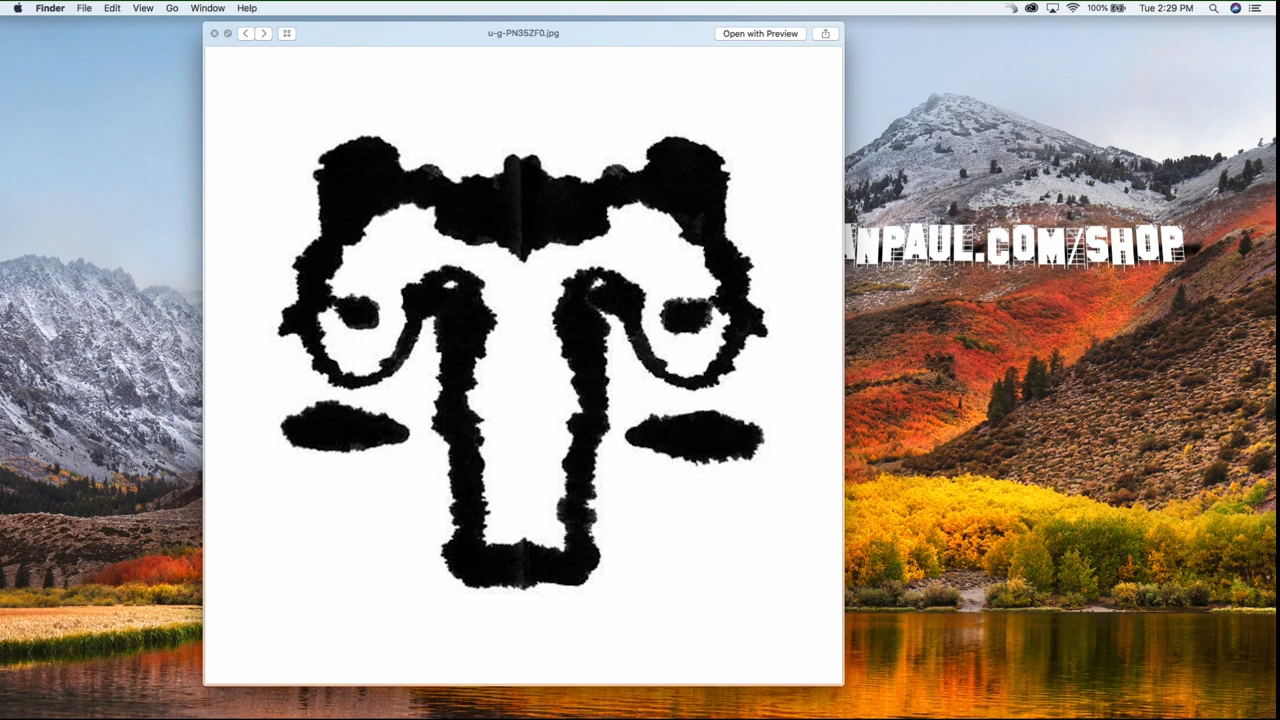 Finder File Edit View Go Window Help 100% Tue 2:29 PM
u-g-PN35ZF0.jpg Open with Preview
NPAUL.COM/SHOP